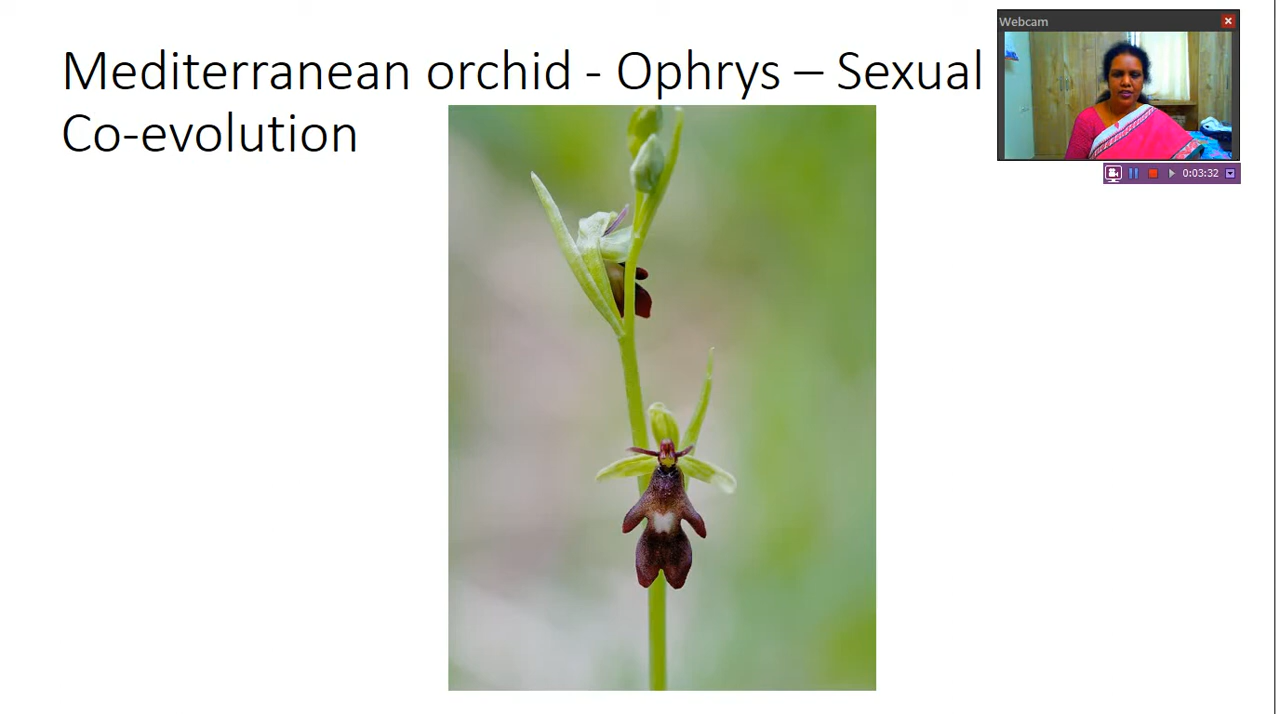 Mediterranean orchid - Ophrys – Sexual
Co-evolution
Webcam
0:03:32